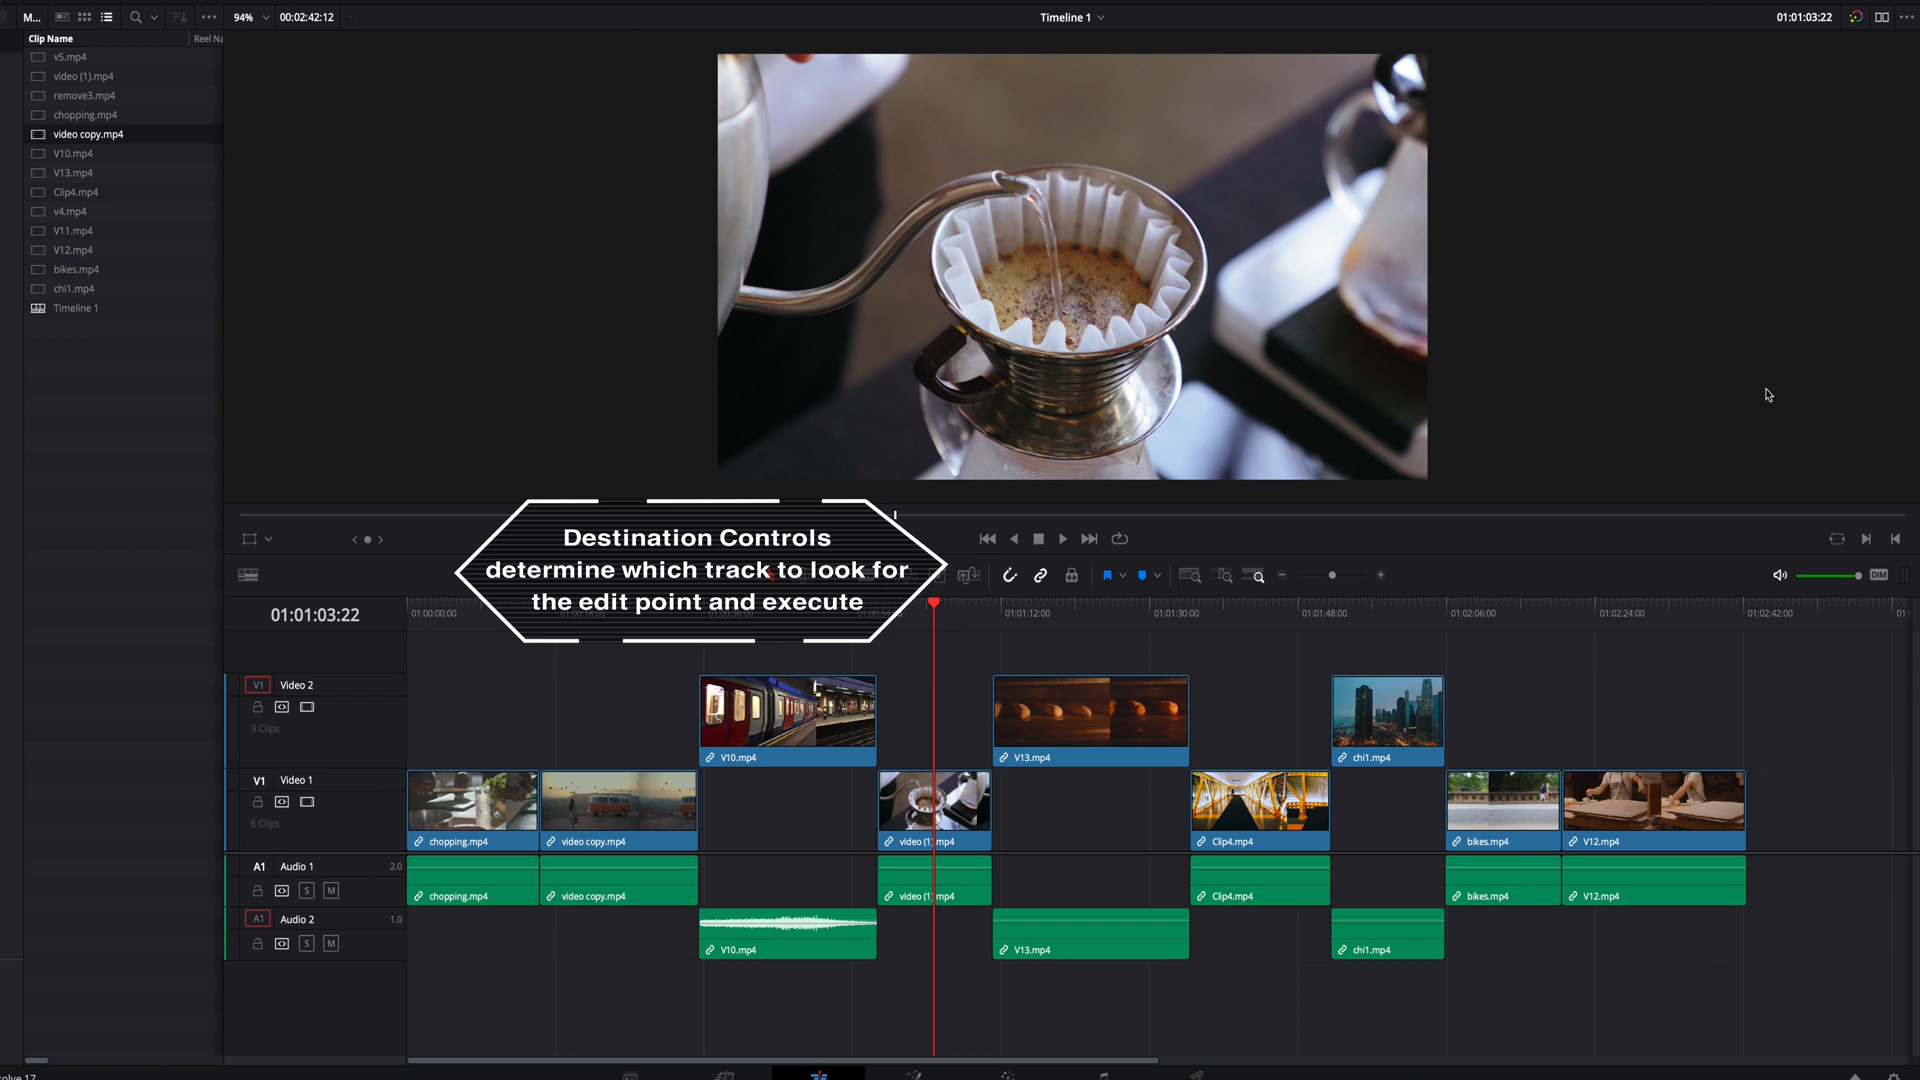 M...
94%
00:02:42:12
Timeline 1
01:01:03:22
Clip Name
Reel Na
v5.mp4
video (1).mp4
remove3.mp4
chopping.mp4
video copy.mp4
V10.mp4
V13.mp4
Clip4.mp4
v4.mp4
V11.mp4
V12.mp4
bikes.mp4
chi1.mp4
Timeline 1
Destination Controls
determine which track to look for
the edit point and execute
DIM
01:01:03:22
01:00:00:00
01:01:12:00
01:01:30:00
01:01:48:00
01:02:06:00
01:02:24:00
01:02:42:00
V1 Video 2
3 Clips
V10.mp4
V13.mp4
chi1.mp4
V1 Video 1
6 Clips
chopping.mp4
video copy.mp4
video (1).mp4
Clip4.mp4
bikes.mp4
V12.mp4
A1 Audio 1 2.0
S M
chopping.mp4
video copy.mp4
video (1).mp4
Clip4.mp4
bikes.mp4
V12.mp4
A1 Audio 2 1.0
S M
V10.mp4
V13.mp4
chi1.mp4